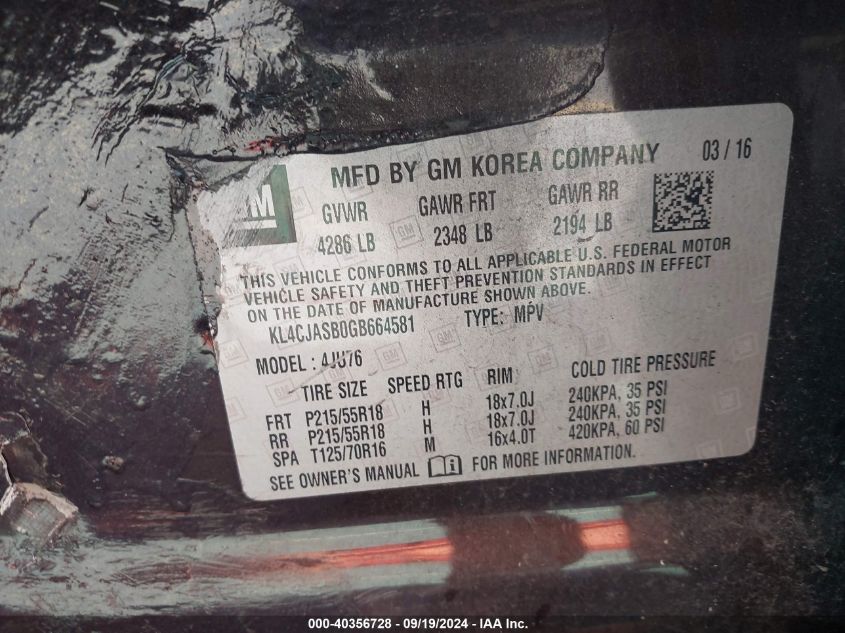 GM
MFD BY GM KOREA COMPANY 03 / 16
GVWR GAWR FRT GAWR RR
4286 LB 2348 LB 2194 LB
THIS VEHICLE CONFORMS TO ALL APPLICABLE U.S. FEDERAL MOTOR
VEHICLE SAFETY AND THEFT PREVENTION STANDARDS IN EFFECT
ON THE DATE OF MANUFACTURE SHOWN ABOVE.
KL4CJASB0GB664581 TYPE: MPV
MODEL : 4JU76
TIRE SIZE SPEED RTG RIM COLD TIRE PRESSURE
FRT P215/55R18 H 18x7.0J 240KPA, 35 PSI
RR P215/55R18 H 18x7.0J 240KPA, 35 PSI
SPA T125/70R16 M 16x4.0T 420KPA, 60 PSI
SEE OWNER'S MANUAL FOR MORE INFORMATION.
000-40356728 - 09/19/2024 - IAA Inc.